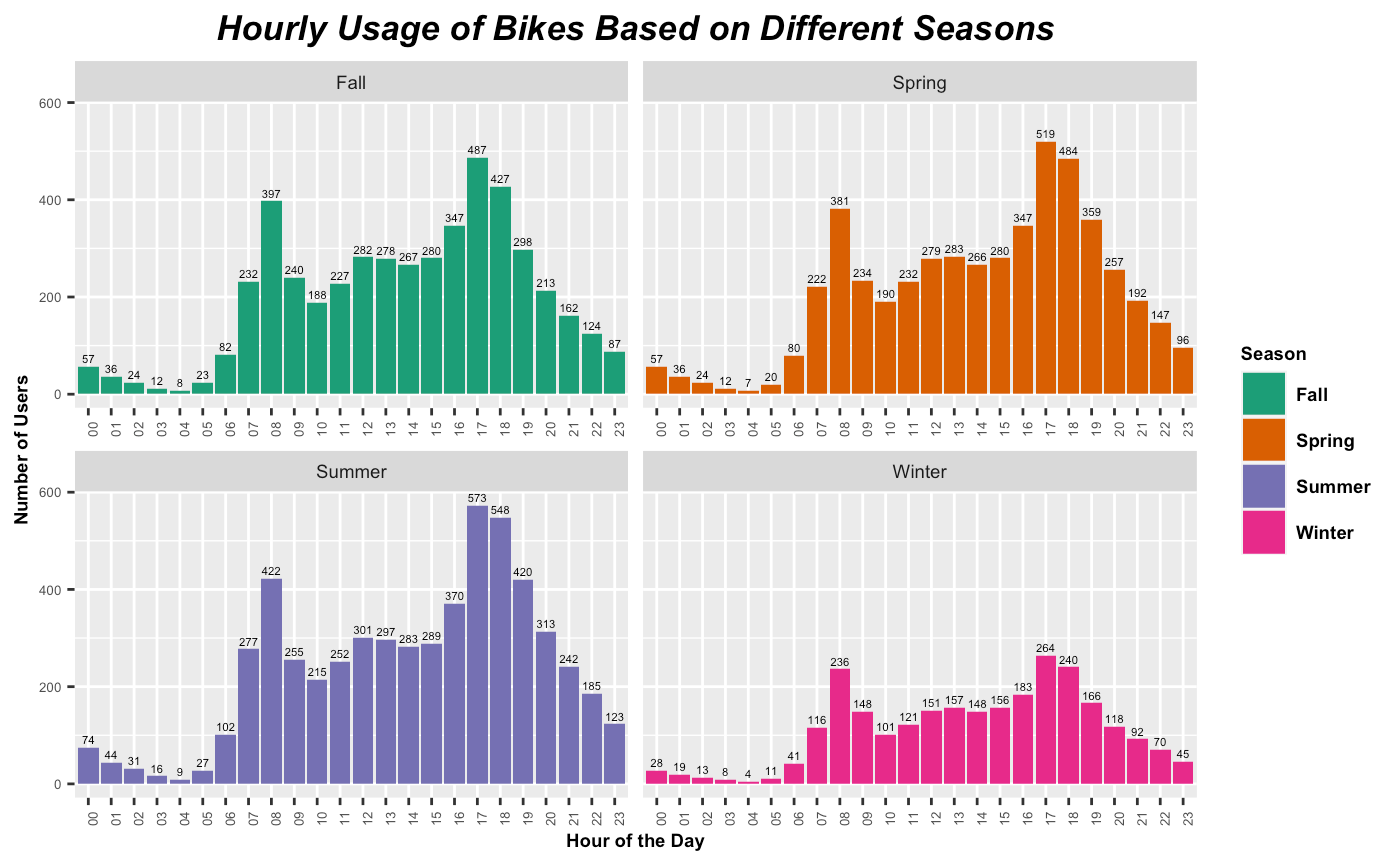 Hourly Usage of Bikes Based on Different Seasons
Fall
600
400
200
0
57 36 24 12 8 23 82 232 397 240 188 227 282 278 267 280 347 487 427 298 213 162 124 87
00 01 02 03 04 05 06 07 08 09 10 11 12 13 14 15 16 17 18 19 20 21 22 23
Spring
57 36 24 12 7 20 80 222 381 234 190 232 279 283 266 280 347 519 484 359 257 192 147 96
00 01 02 03 04 05 06 07 08 09 10 11 12 13 14 15 16 17 18 19 20 21 22 23
Number of Users
Summer
600
400
200
0
74 44 31 16 9 27 102 277 422 255 215 252 301 297 283 289 370 573 548 420 313 242 185 123
00 01 02 03 04 05 06 07 08 09 10 11 12 13 14 15 16 17 18 19 20 21 22 23
Winter
28 19 13 8 4 11 41 116 236 148 101 121 151 157 148 156 183 264 240 166 118 92 70 45
00 01 02 03 04 05 06 07 08 09 10 11 12 13 14 15 16 17 18 19 20 21 22 23
Hour of the Day
Season
Fall
Spring
Summer
Winter